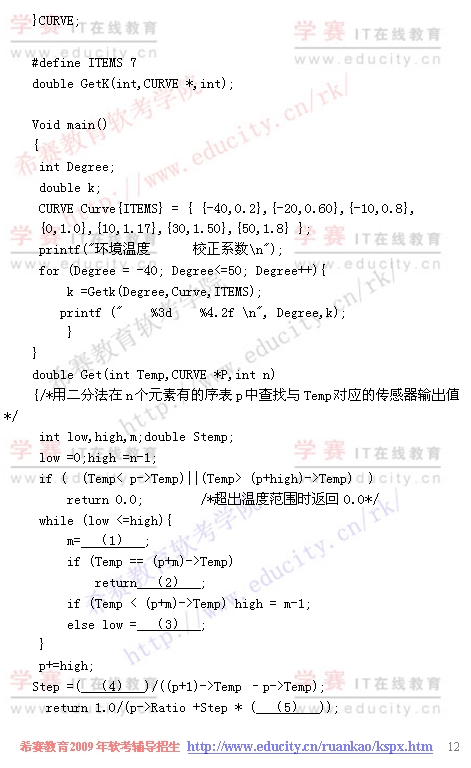 }CURVE;
#define ITEMS 7
double GetK(int,CURVE *,int);
Void main()
{
int Degree;
double k;
CURVE Curve{ITEMS} = { {-40,0.2},{-20,0.60},{-10,0.8},
{0,1.0},{10,1.17},{30,1.50},{50,1.8} };
printf("环境温度 校正系数\n");
for (Degree = -40; Degree<=50; Degree++){
k =Getk(Degree,Curve,ITEMS);
printf (" %3d %4.2f \n", Degree,k);
}
}
double Get(int Temp,CURVE *P,int n)
{/*用二分法在n个元素有的序表p中查找与Temp对应的传感器输出值
*/
int low,high,m;double Stemp;
low =0;high =n-1;
if ( (Temp< p->Temp)||(Temp> (p+high)->Temp) )
return 0.0; /*超出温度范围时返回0.0*/
while (low <=high){
m= (1) ;
if (Temp == (p+m)->Temp)
return (2) ;
if (Temp < (p+m)->Temp) high = m-1;
else low = (3) ;
}
p+=high;
Step =( (4) )/((p+1)->Temp - p->Temp);
return 1.0/(p->Ratio +Step * ( (5) ));
希赛教育2009年软考辅导招生 http://www.educity.cn/ruankao/kspx.htm 12
学赛 IT在线教育
www.educity.cn
希赛教育软考学院
http://www.educity.cn/rk/